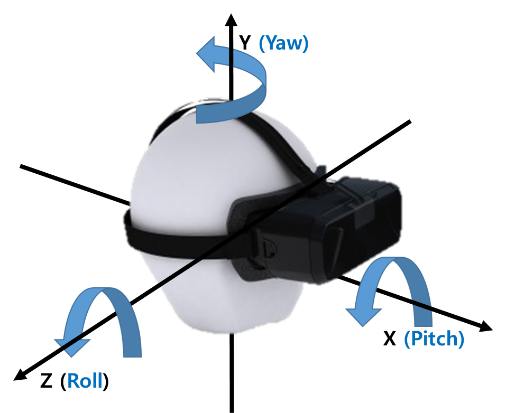 Y (Yaw)
X (Pitch)
Z (Roll)